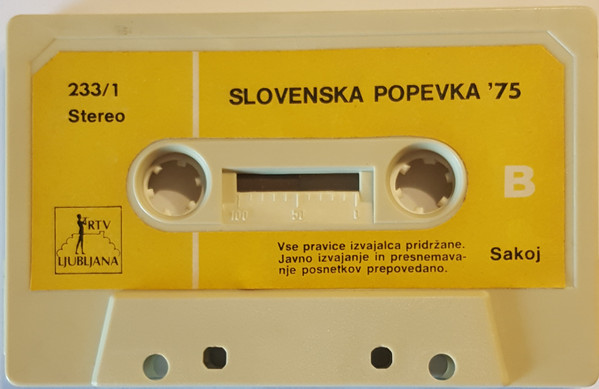 233/1
Stereo
SLOVENSKA POPEVKA '75
B
100 50 0
RTV
LJUBLJANA
Vse pravice izvajalca pridržane.
Javno izvajanje in presnemava-
nje posnetkov prepovedano.
Sakoj